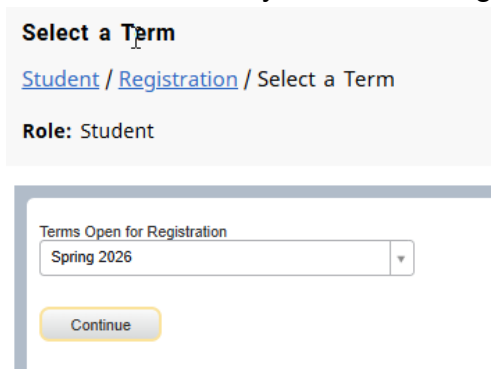 Select a Term
Student / Registration / Select a Term
Role: Student
Terms Open for Registration
Spring 2026
Continue